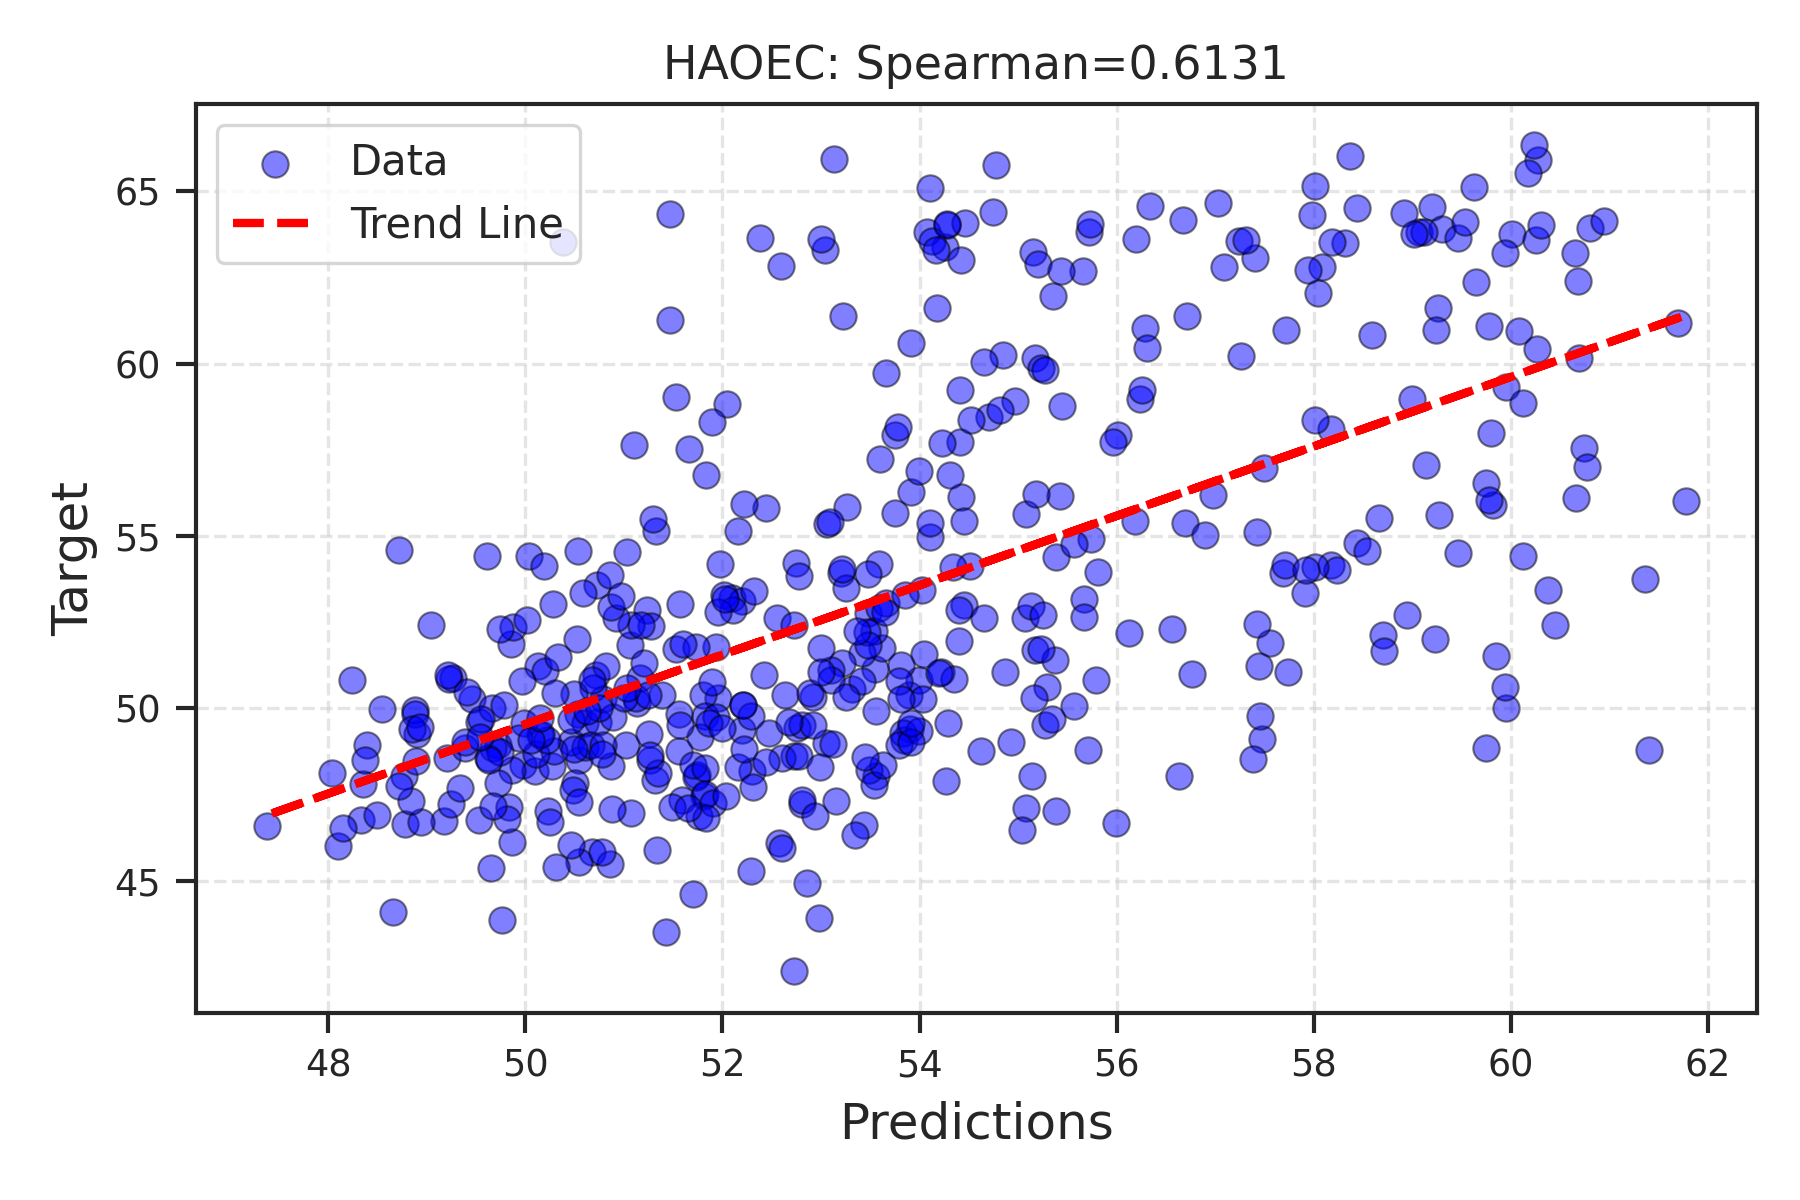 HAOEC: Spearman=0.6131
Data
Trend Line
65
60
55
50
45
Target
48 50 52 54 56 58 60 62
Predictions